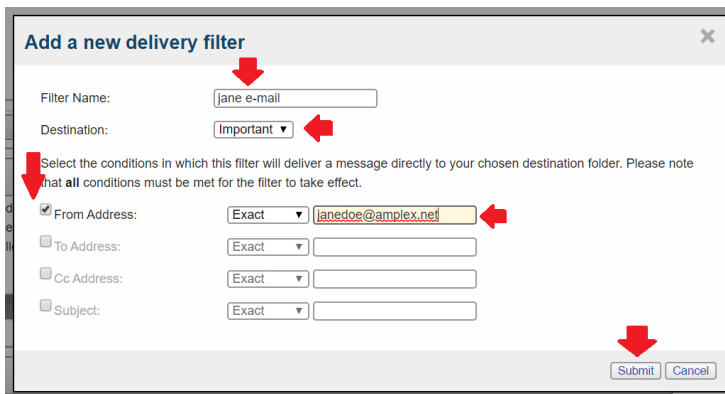 Add a new delivery filter
Filter Name: jane e-mail
Destination: Important
Select the conditions in which this filter will deliver a message directly to your chosen destination folder. Please note
that all conditions must be met for the filter to take effect.
From Address: Exact janedoe@amplex.net
To Address: Exact
Cc Address: Exact
Subject: Exact
Submit Cancel